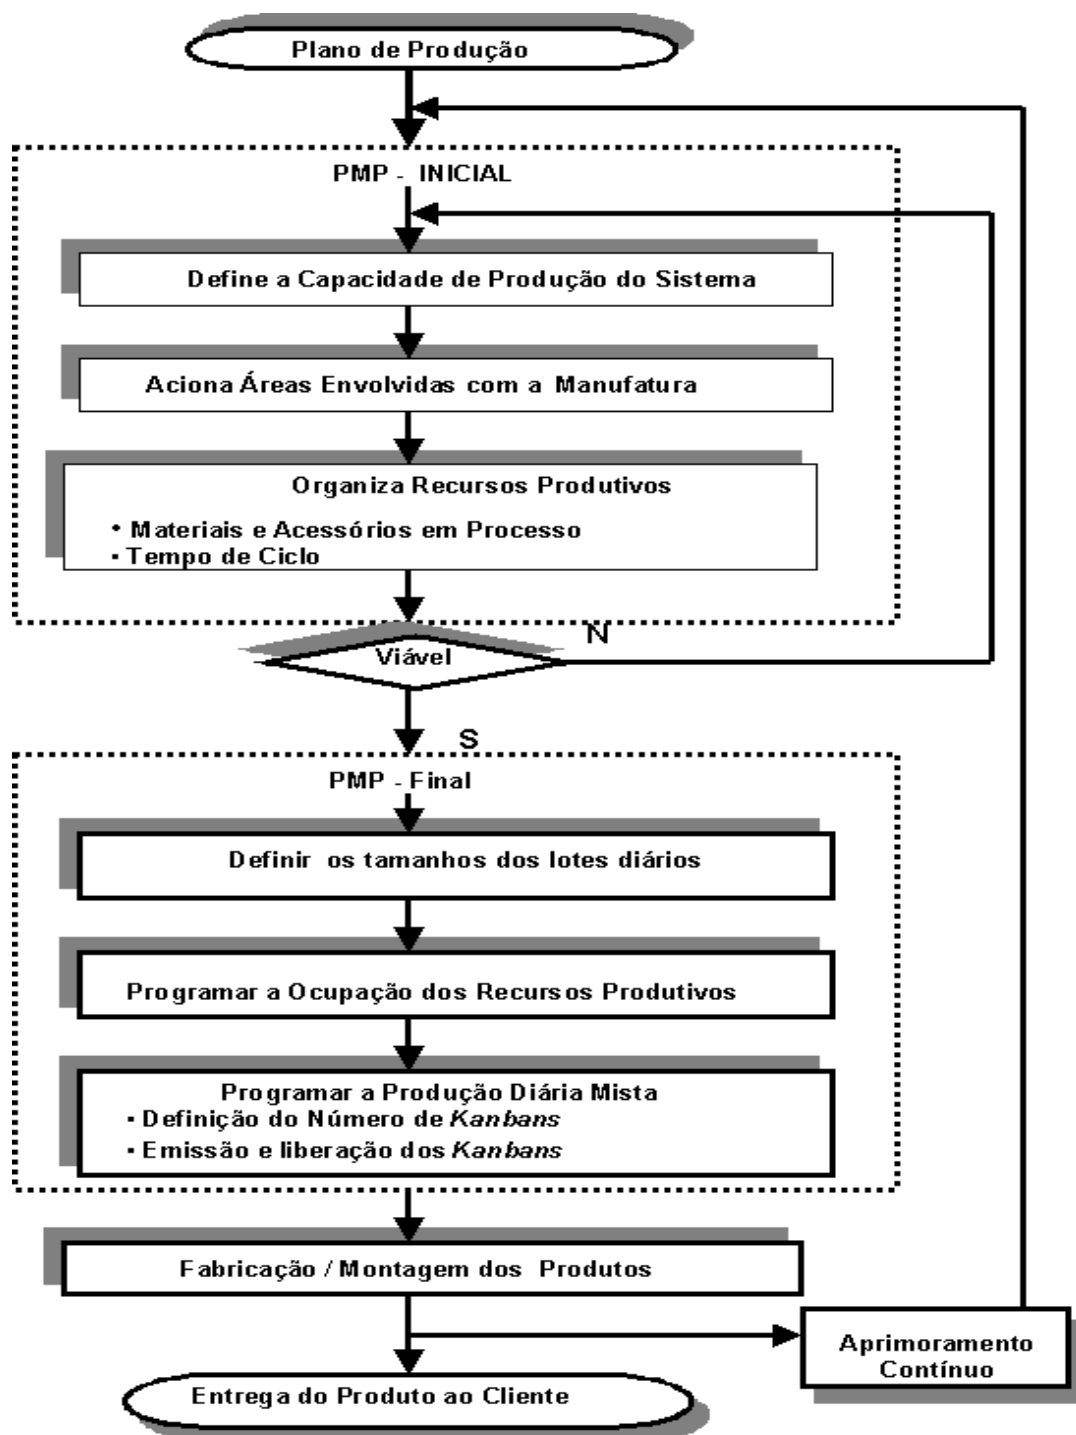 Plano de Produção
PMP - INICIAL
Define a Capacidade de Produção do Sistema
Aciona Áreas Envolvidas com a Manufatura
Organiza Recursos Produtivos
• Materiais e Acessórios em Processo
▪ Tempo de Ciclo
N
Viável
S
PMP - Final
Definir os tamanhos dos lotes diários
Programar a Ocupação dos Recursos Produtivos
Programar a Produção Diária Mista
▪ Definição do Número de Kanbans
▪ Emissão e liberação dos Kanbans
Fabricação / Montagem dos Produtos
Aprimoramento
Contínuo
Entrega do Produto ao Cliente